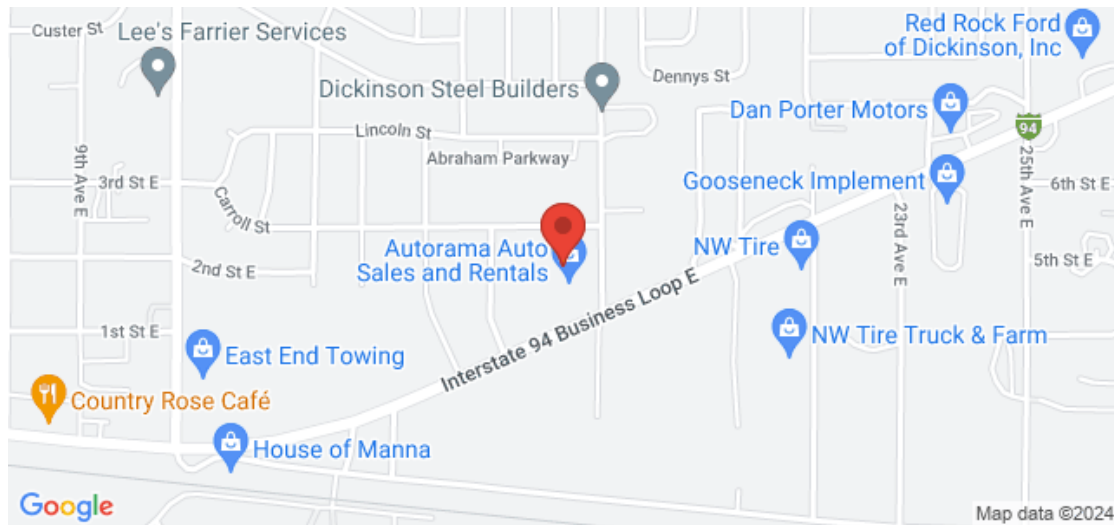 Custer St
Lee's Farrier Services
Red Rock Ford
of Dickinson, Inc
Dennys St
Dickinson Steel Builders
Dan Porter Motors
94
Lincoln St
Abraham Parkway
9th Ave E
25th Ave E
3rd St E
Gooseneck Implement
6th St E
Carroll St
23rd Ave E
Autorama Auto
Sales and Rentals
NW Tire
2nd St E
5th St E
Interstate 94 Business Loop E
1st St E
East End Towing
NW Tire Truck & Farm
Country Rose Café
House of Manna
Google
Map data ©2024